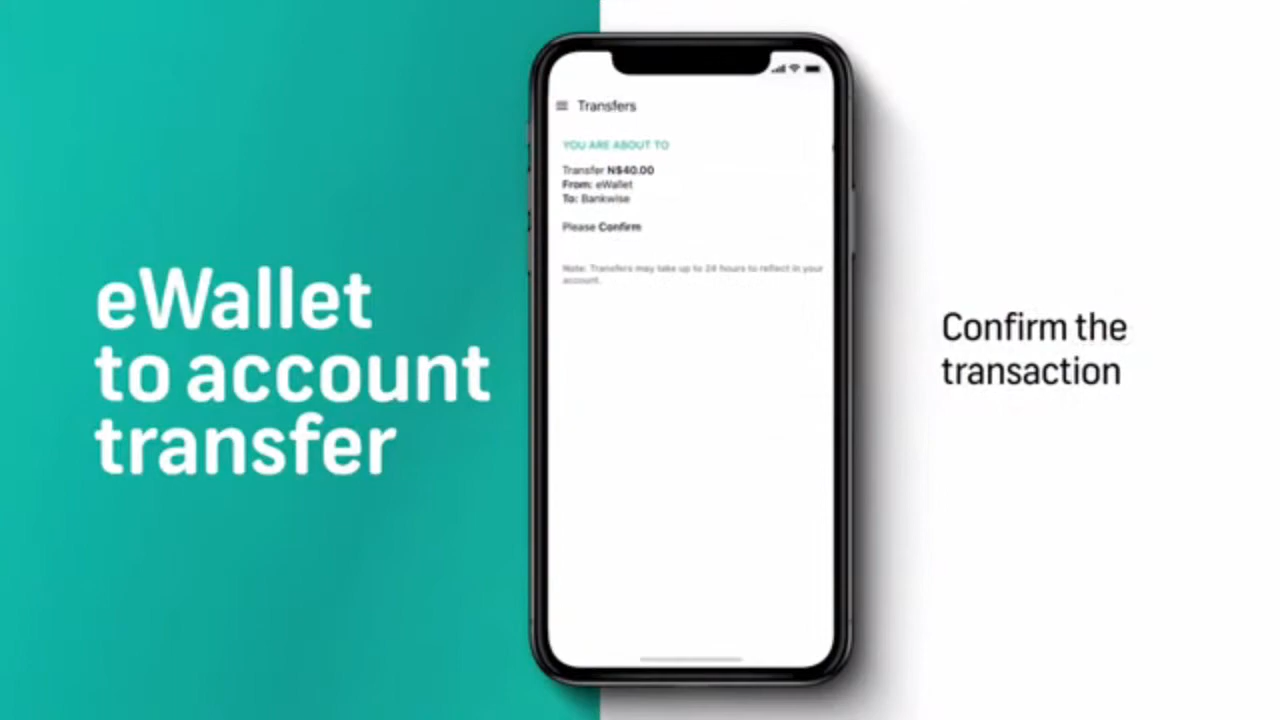 eWallet
to account
transfer
Transfers
YOU ARE ABOUT TO
Transfer N$40.00
From: eWallet
To: Bankwise
Please Confirm
Note: Transfers may take up to 24 hours to reflect in your
account.
Confirm the
transaction